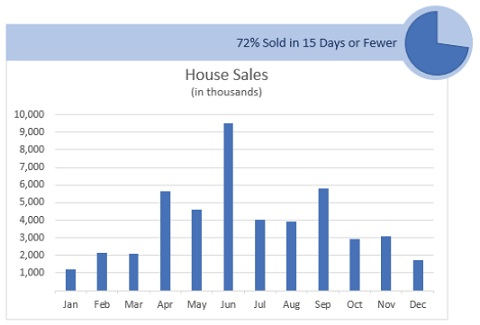 72% Sold in 15 Days or Fewer
House Sales
(in thousands)
10,000
9,000
8,000
7,000
6,000
5,000
4,000
3,000
2,000
1,000
Jan Feb Mar Apr May Jun Jul Aug Sep Oct Nov Dec